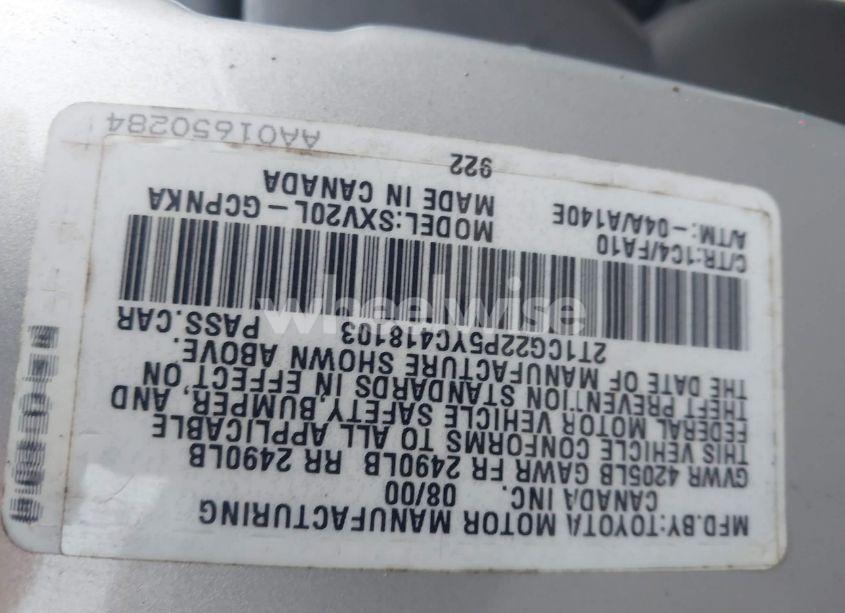 MFD.BY:TOYOTA MOTOR MANUFACTURING
CANADA INC. 08/00
GVWR 4205LB GAWR FR 2490LB RR 2490LB
THIS VEHICLE CONFORMS TO ALL APPLICABLE
FEDERAL MOTOR VEHICLE SAFETY, BUMPER, AND
THEFT PREVENTION STANDARDS IN EFFECT ON
THE DATE OF MANUFACTURE SHOWN ABOVE.
2T1CG22P5YC418103 PASS.CAR
C/TR:1C4/FA10 MODEL:SXV20L-GCPNKA
A/TM:-04A/A140E MADE IN CANADA
922
AA01650284
wheelwise